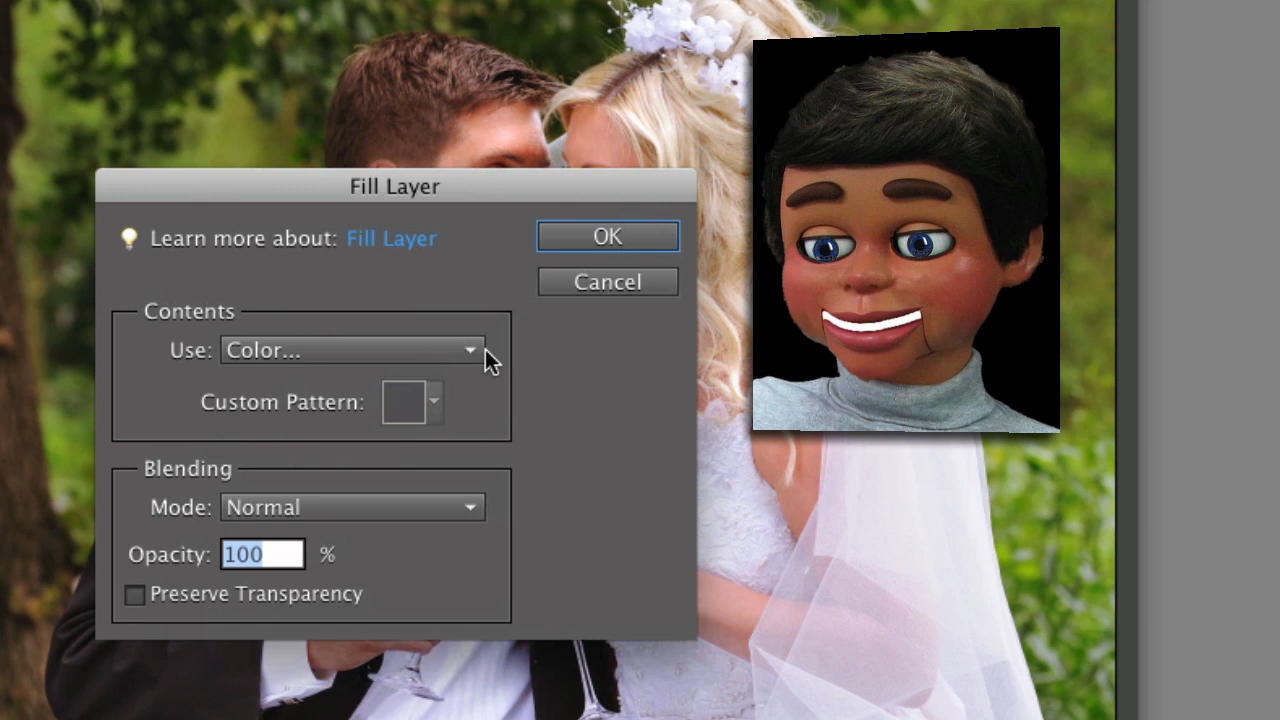 Fill Layer
Learn more about: Fill Layer
OK
Cancel
Contents
Use: Color...
Custom Pattern:
Blending
Mode: Normal
Opacity: 100 %
Preserve Transparency